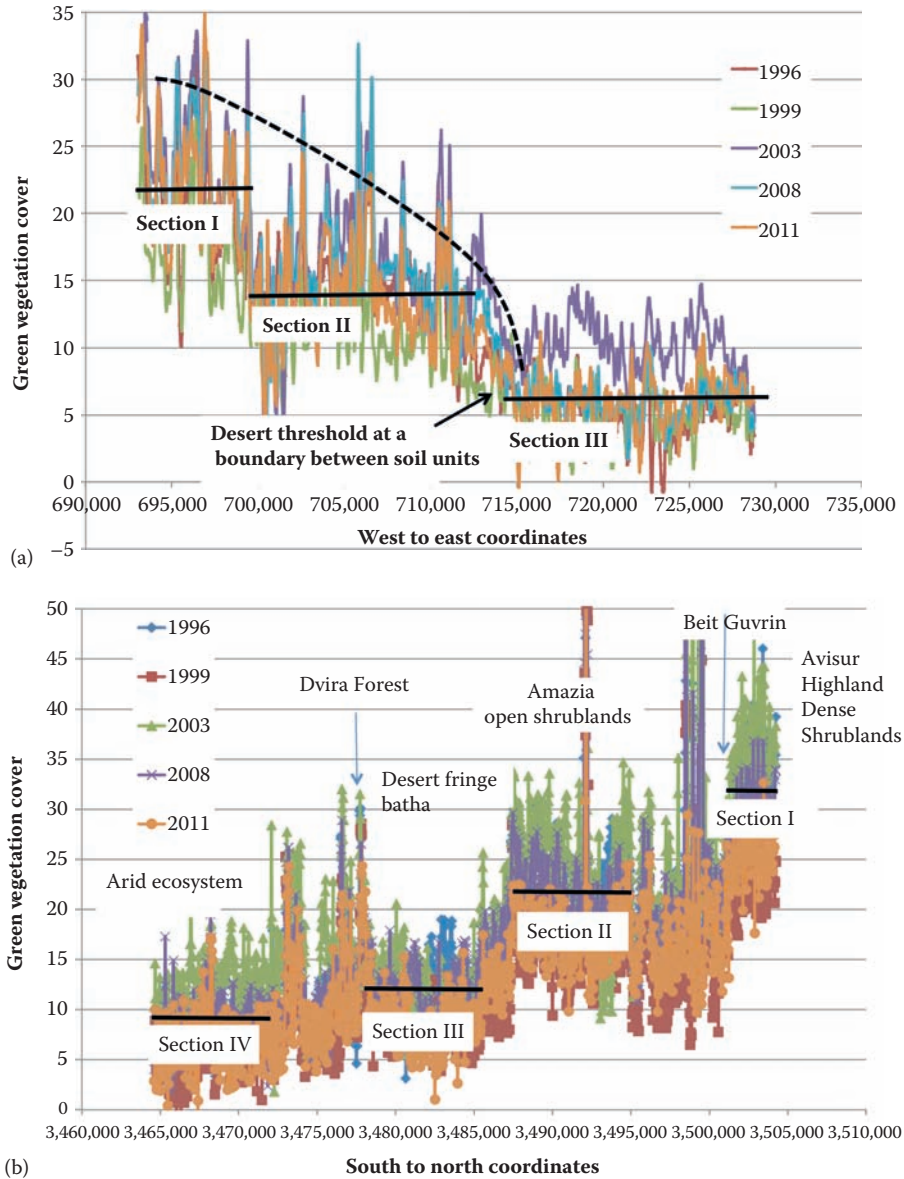 35
30
25
20
15
10
5
0
−5
Green vegetation cover
1996
1999
2003
2008
2011
Section I
Section II
Section III
Desert threshold at a
boundary between soil units
690,000 695,000 700,000 705,000 710,000 715,000 720,000 725,000 730,000 735,000
West to east coordinates
(a)
50
45
40
35
30
25
20
15
10
5
0
Green vegetation cover
1996
1999
2003
2008
2011
Dvira Forest
Desert fringe
batha
Amazia
open shrublands
Beit Guvrin
Avisur
Highland
Dense
Shrublands
Arid ecosystem
Section I
Section II
Section III
Section IV
3,460,000 3,465,000 3,470,000 3,475,000 3,480,000 3,485,000 3,490,000 3,495,000 3,500,000 3,505,000 3,510,000
South to north coordinates
(b)